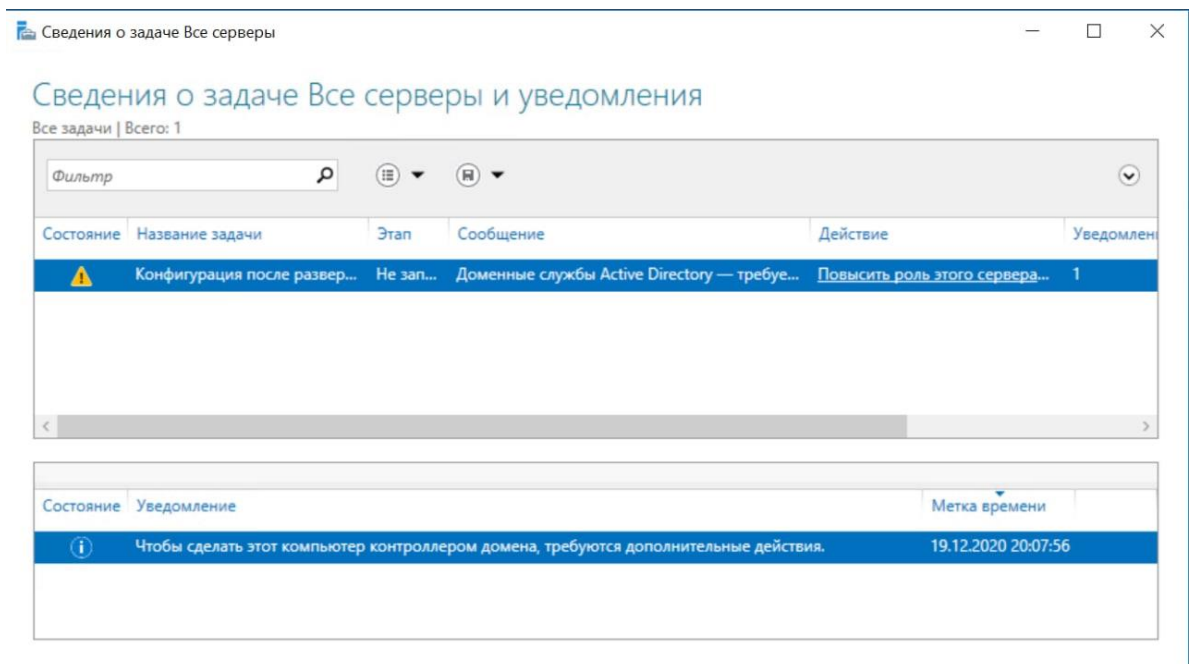 Сведения о задаче Все серверы
Сведения о задаче Все серверы и уведомления
Все задачи | Всего: 1
Фильтр
Состояние Название задачи Этап Сообщение Действие Уведомлен
Конфигурация после развер... Не зап... Доменные службы Active Directory — требуе... Повысить роль этого сервера... 1
Состояние Уведомление Метка времени
Чтобы сделать этот компьютер контроллером домена, требуются дополнительные действия. 19.12.2020 20:07:56